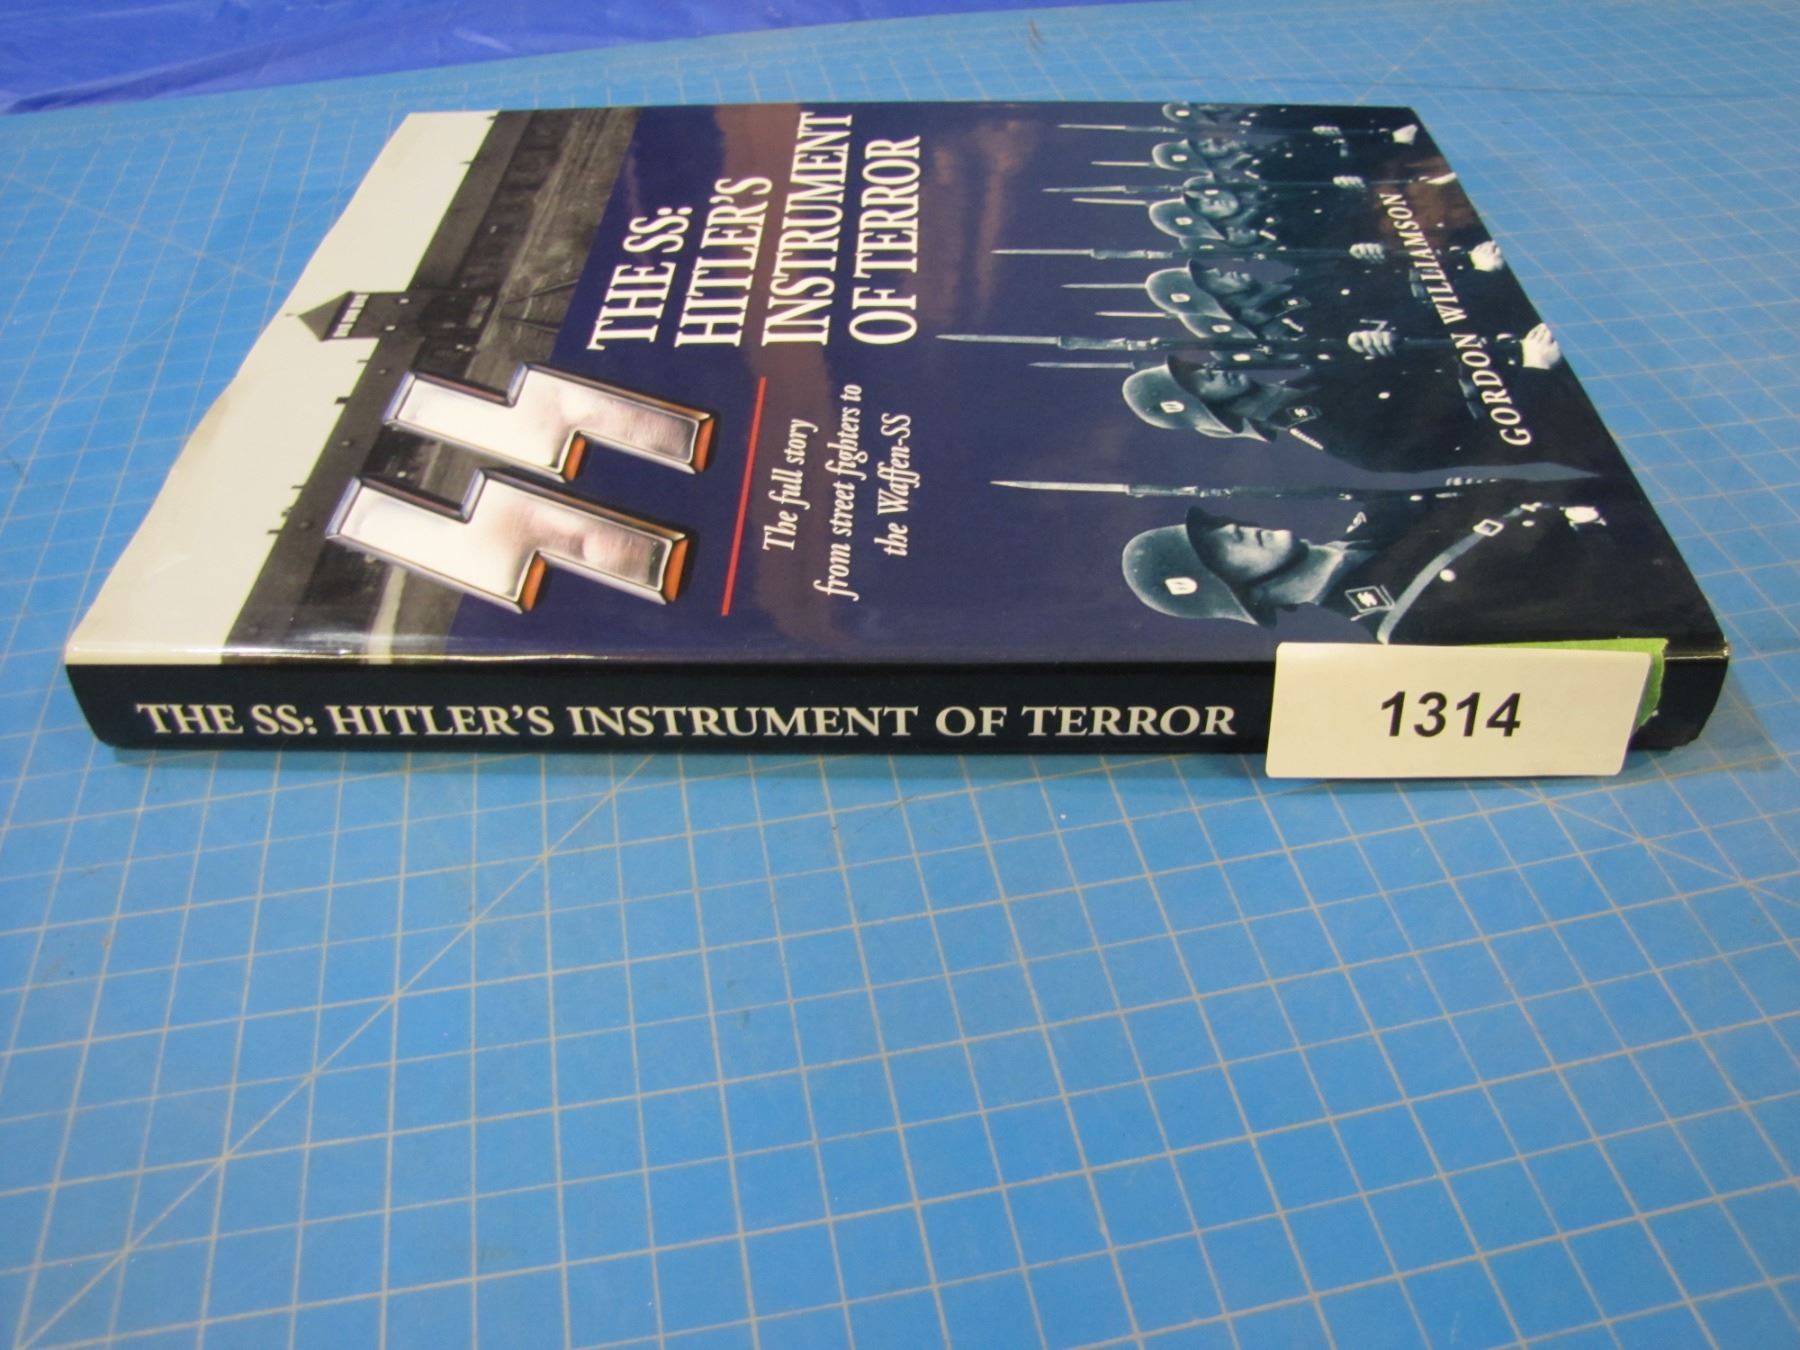 THE SS:
HITLER'S
INSTRUMENT
OF TERROR
The full story
from street fighters to
the Waffen-SS
GORDON WILLIAMSON
THE SS: HITLER'S INSTRUMENT OF TERROR
1314